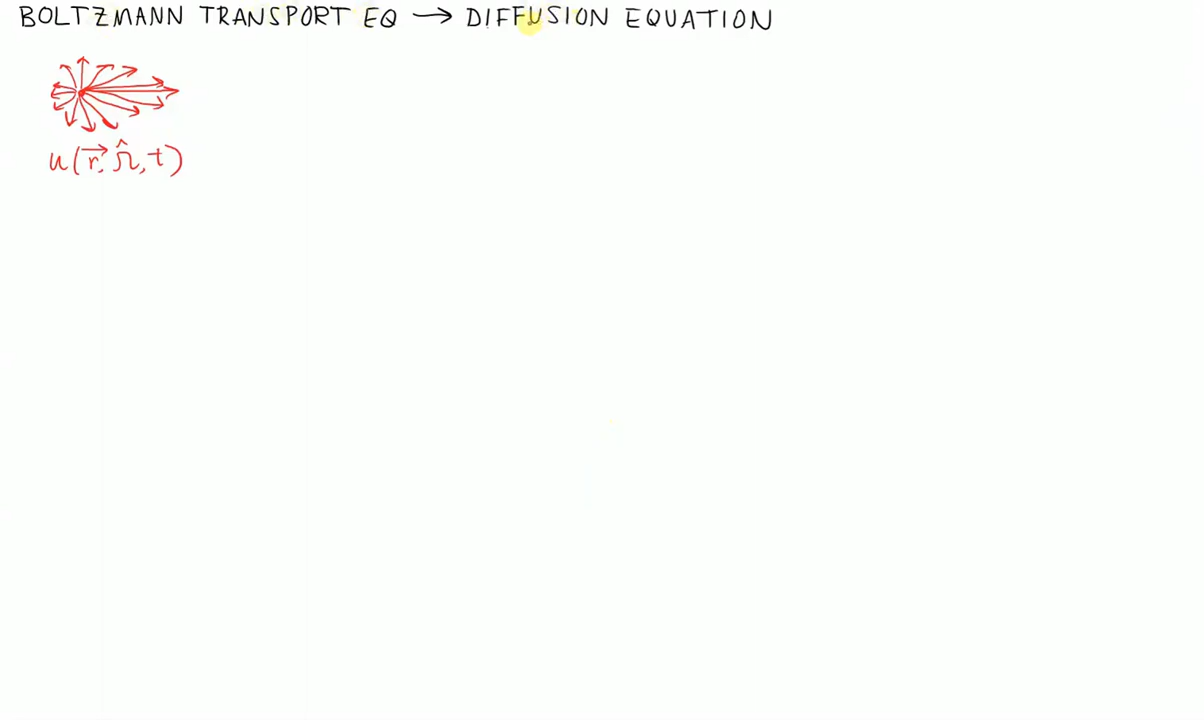 BOLTZMANN TRANSPORT EQ → DIFFUSION EQUATION
u(r⃗, Ω̂, t)